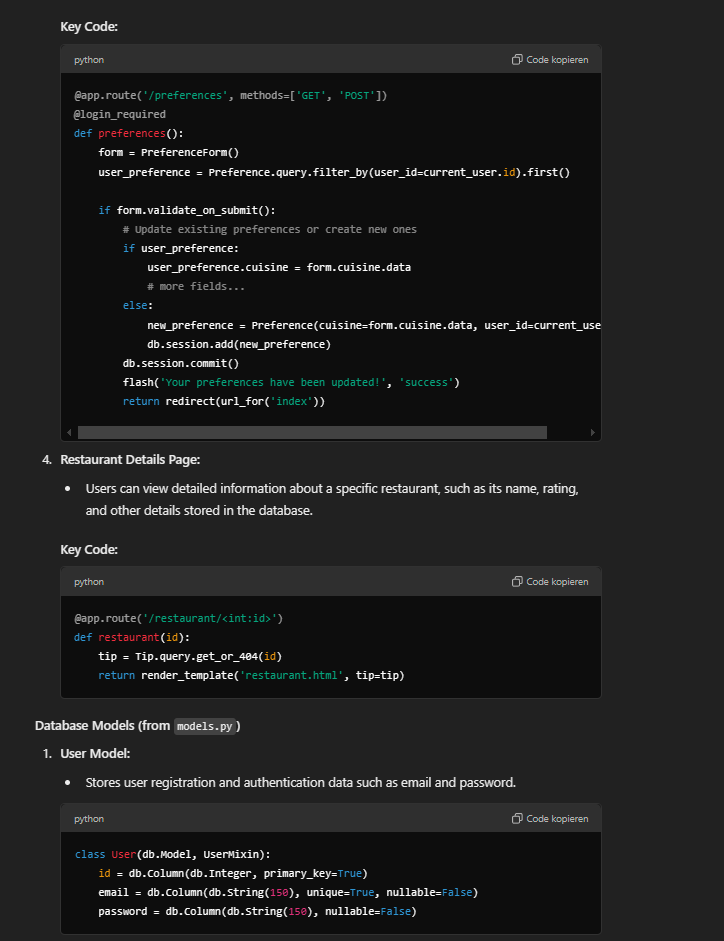 Key Code:
python
Code kopieren
@app.route('/preferences', methods=['GET', 'POST'])
@login_required
def preferences():
    form = PreferenceForm()
    user_preference = Preference.query.filter_by(user_id=current_user.id).first()

    if form.validate_on_submit():
        # Update existing preferences or create new ones
        if user_preference:
            user_preference.cuisine = form.cuisine.data
            # more fields...
        else:
            new_preference = Preference(cuisine=form.cuisine.data, user_id=current_use
            db.session.add(new_preference)
        db.session.commit()
        flash('Your preferences have been updated!', 'success')
        return redirect(url_for('index'))
4. Restaurant Details Page:
• Users can view detailed information about a specific restaurant, such as its name, rating,
and other details stored in the database.
Key Code:
python
Code kopieren
@app.route('/restaurant/<int:id>')
def restaurant(id):
    tip = Tip.query.get_or_404(id)
    return render_template('restaurant.html', tip=tip)
Database Models (from models.py)
1. User Model:
• Stores user registration and authentication data such as email and password.
python
Code kopieren
class User(db.Model, UserMixin):
    id = db.Column(db.Integer, primary_key=True)
    email = db.Column(db.String(150), unique=True, nullable=False)
    password = db.Column(db.String(150), nullable=False)